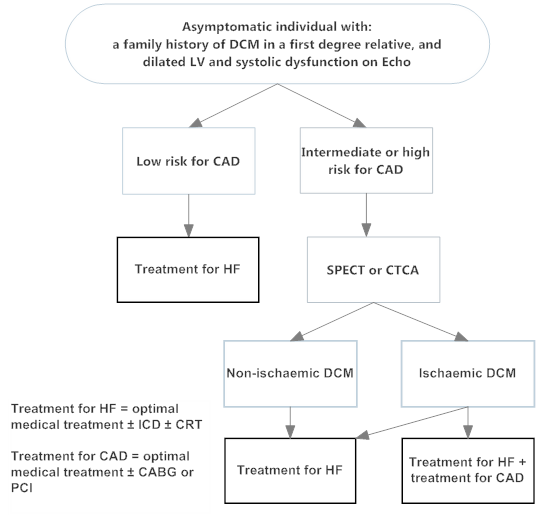 Asymptomatic individual with:
a family history of DCM in a first degree relative, and
dilated LV and systolic dysfunction on Echo
Low risk for CAD
Intermediate or high
risk for CAD
Treatment for HF
SPECT or CTCA
Non-ischaemic DCM
Ischaemic DCM
Treatment for HF = optimal
medical treatment ± ICD ± CRT
Treatment for CAD = optimal
medical treatment ± CABG or
PCI
Treatment for HF
Treatment for HF +
treatment for CAD